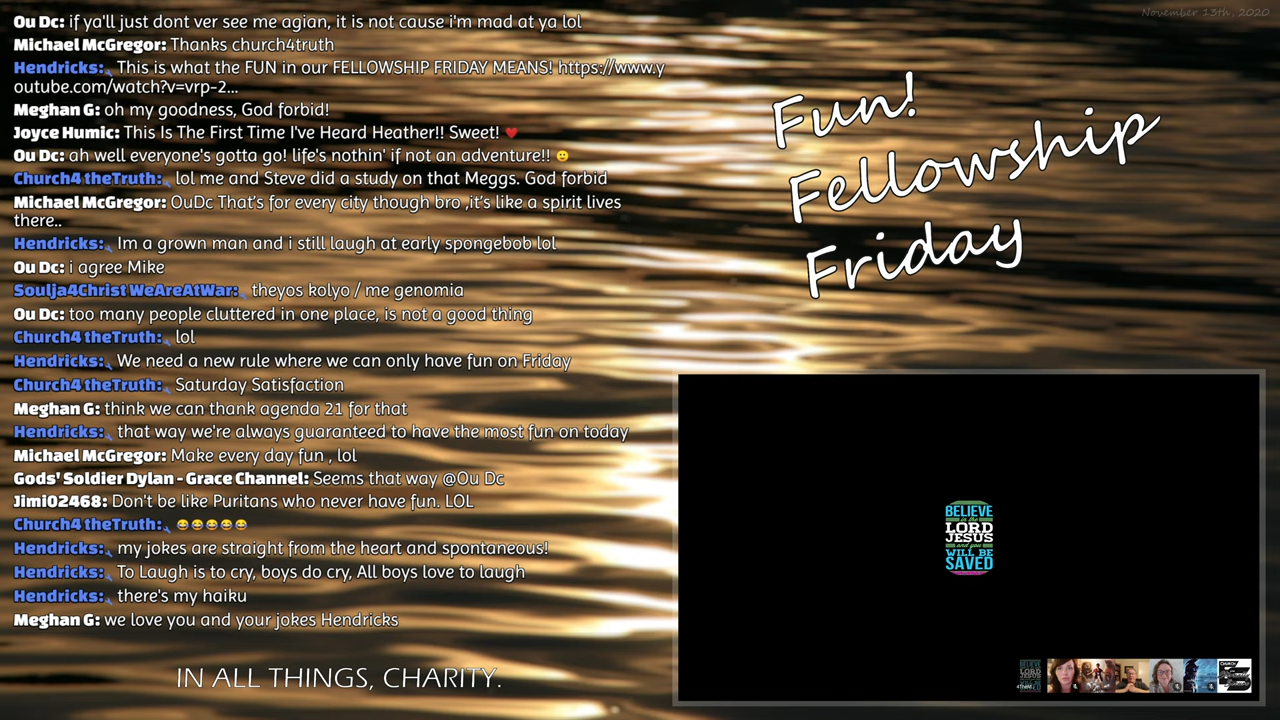 November 13th, 2020
Ou Dc: if ya'll just dont ver see me agian, it is not cause i'm mad at ya lol
Michael McGregor: Thanks church4truth
Hendricks: This is what the FUN in our FELLOWSHIP FRIDAY MEANS! https://www.y
outube.com/watch?v=vrp-2...
Meghan G: oh my goodness, God forbid!
Joyce Humic: This Is The First Time I've Heard Heather!! Sweet! ♥
Ou Dc: ah well everyone's gotta go! life's nothin' if not an adventure!! 🙂
Church4 theTruth: lol me and Steve did a study on that Meggs. God forbid
Michael McGregor: OuDc That's for every city though bro ,it's like a spirit lives
there..
Hendricks: Im a grown man and i still laugh at early spongebob lol
Ou Dc: i agree Mike
Soulja4Christ WeAreAtWar: theyos kolyo / me genomia
Ou Dc: too many people cluttered in one place, is not a good thing
Church4 theTruth: lol
Hendricks: We need a new rule where we can only have fun on Friday
Church4 theTruth: Saturday Satisfaction
Meghan G: think we can thank agenda 21 for that
Hendricks: that way we're always guaranteed to have the most fun on today
Michael McGregor: Make every day fun , lol
Gods' Soldier Dylan - Grace Channel: Seems that way @Ou Dc
Jimi02468: Don't be like Puritans who never have fun. LOL
Church4 theTruth: 😂😂😂😂😂
Hendricks: my jokes are straight from the heart and spontaneous!
Hendricks: To Laugh is to cry, boys do cry, All boys love to laugh
Hendricks: there's my haiku
Meghan G: we love you and your jokes Hendricks
IN ALL THINGS, CHARITY.
Fun!
Fellowship
Friday
BELIEVE
in the
LORD
JESUS
and you
WILL BE
SAVED